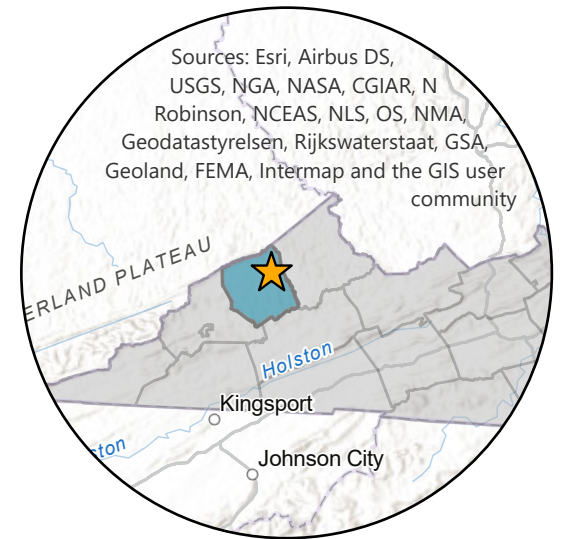 Sources: Esri, Airbus DS,
USGS, NGA, NASA, CGIAR, N
Robinson, NCEAS, NLS, OS, NMA,
Geodatastyrelsen, Rijkswaterstaat, GSA,
Geoland, FEMA, Intermap and the GIS user
community
ERLAND PLATEAU
Holston
Kingsport
ston
Johnson City